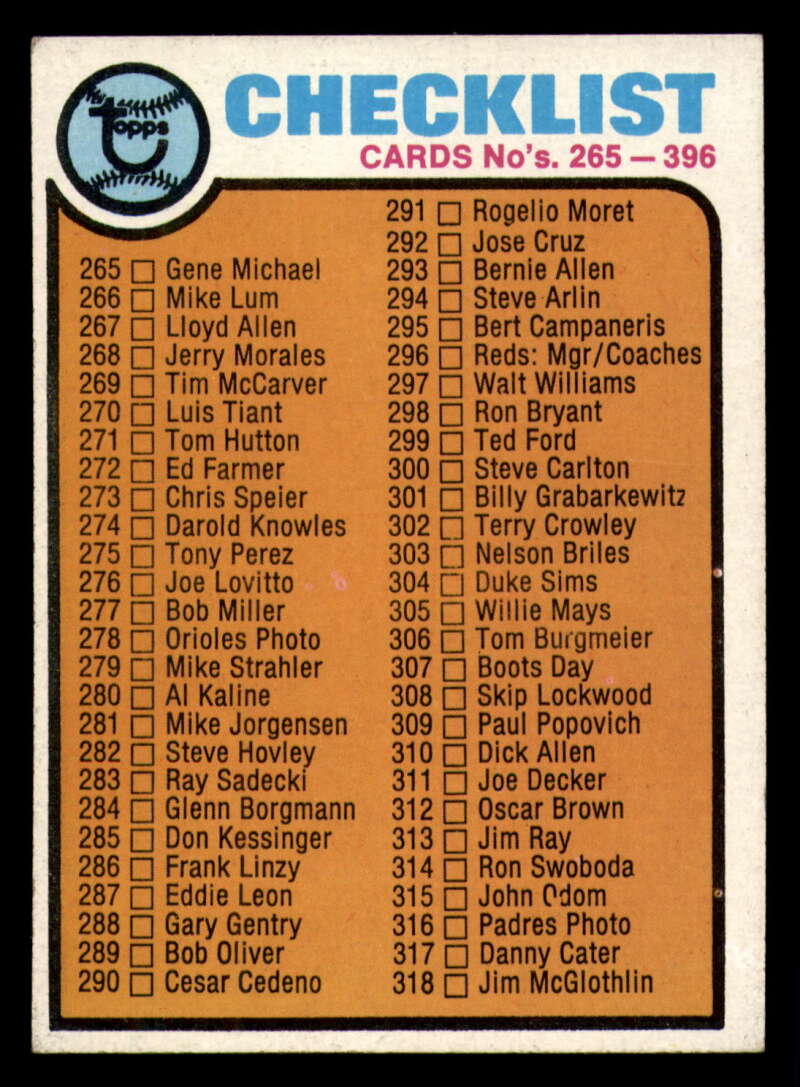 Topps
CHECKLIST
CARDS No's. 265 – 396
265 Gene Michael
266 Mike Lum
267 Lloyd Allen
268 Jerry Morales
269 Tim McCarver
270 Luis Tiant
271 Tom Hutton
272 Ed Farmer
273 Chris Speier
274 Darold Knowles
275 Tony Perez
276 Joe Lovitto
277 Bob Miller
278 Orioles Photo
279 Mike Strahler
280 Al Kaline
281 Mike Jorgensen
282 Steve Hovley
283 Ray Sadecki
284 Glenn Borgmann
285 Don Kessinger
286 Frank Linzy
287 Eddie Leon
288 Gary Gentry
289 Bob Oliver
290 Cesar Cedeno
291 Rogelio Moret
292 Jose Cruz
293 Bernie Allen
294 Steve Arlin
295 Bert Campaneris
296 Reds: Mgr/Coaches
297 Walt Williams
298 Ron Bryant
299 Ted Ford
300 Steve Carlton
301 Billy Grabarkewitz
302 Terry Crowley
303 Nelson Briles
304 Duke Sims
305 Willie Mays
306 Tom Burgmeier
307 Boots Day
308 Skip Lockwood
309 Paul Popovich
310 Dick Allen
311 Joe Decker
312 Oscar Brown
313 Jim Ray
314 Ron Swoboda
315 John Odom
316 Padres Photo
317 Danny Cater
318 Jim McGlothlin